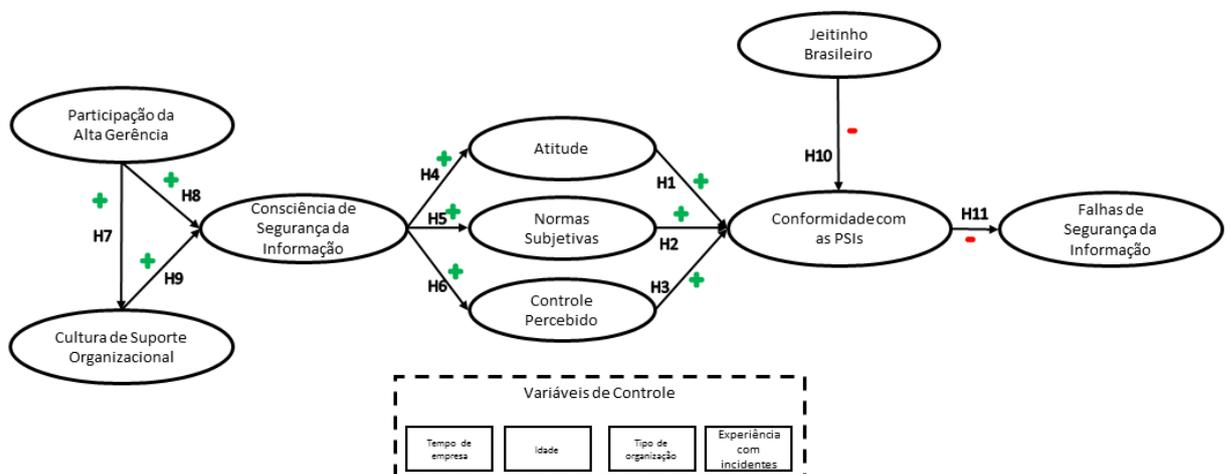 Jeitinho
Brasileiro
Participação da
Alta Gerência
H10
H8
H7
H9
Consciência de
Segurança da
Informação
H4
H5
H6
Atitude
Normas
Subjetivas
Controle
Percebido
H1
H2
H3
Conformidade com
as PSIs
H11
Falhas de
Segurança da
Informação
Cultura de Suporte
Organizacional
Variáveis de Controle
Tempo de
empresa
Idade
Tipo de
organização
Experiência
com
incidentes